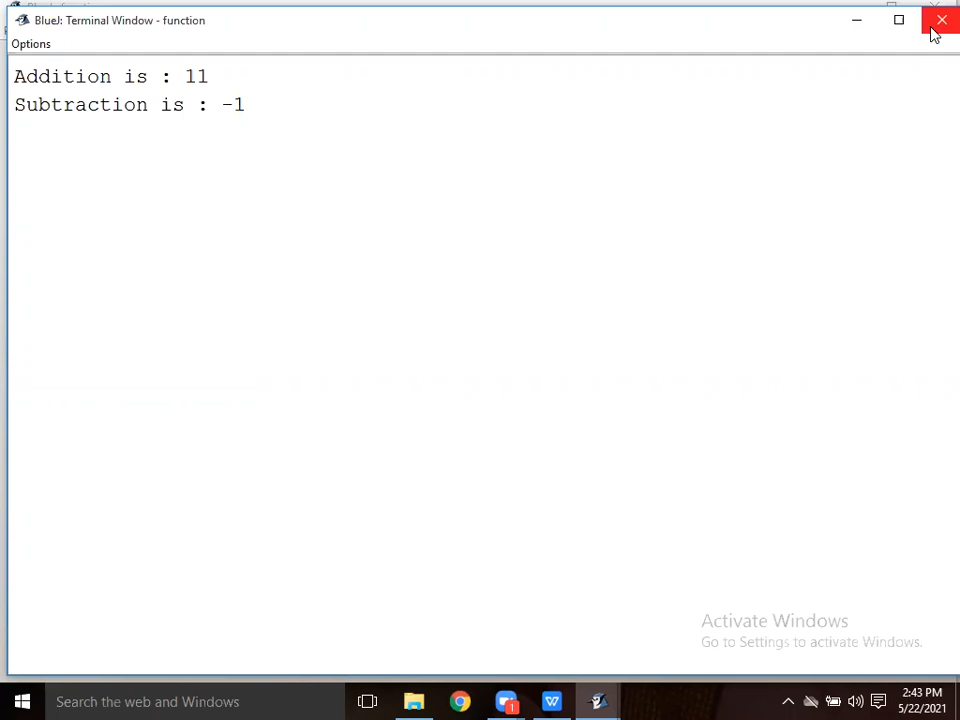 BlueJ: Terminal Window - function
Options
Addition is : 11
Subtraction is : -1
Activate Windows
Go to Settings to activate Windows.
Search the web and Windows
1
W
2:43 PM
5/22/2021